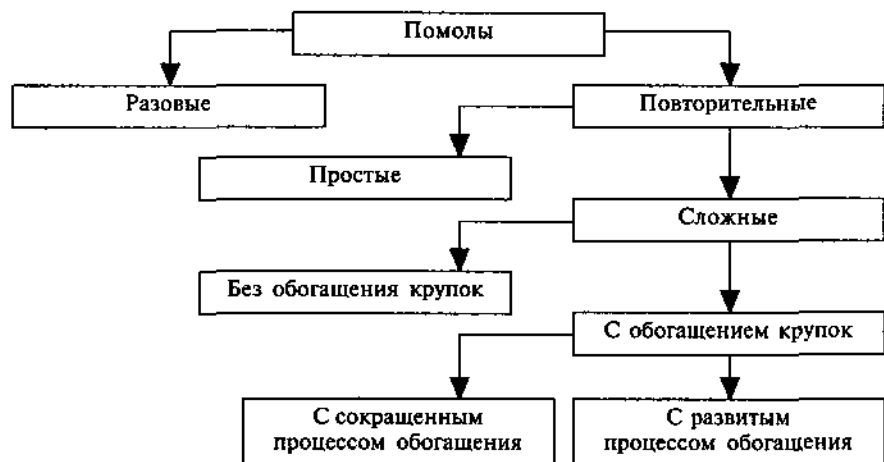 Помолы
Разовые
Повторительные
Простые
Сложные
Без обогащения крупок
С обогащением крупок
С сокращенным
процессом обогащения
С развитым
процессом обогащения